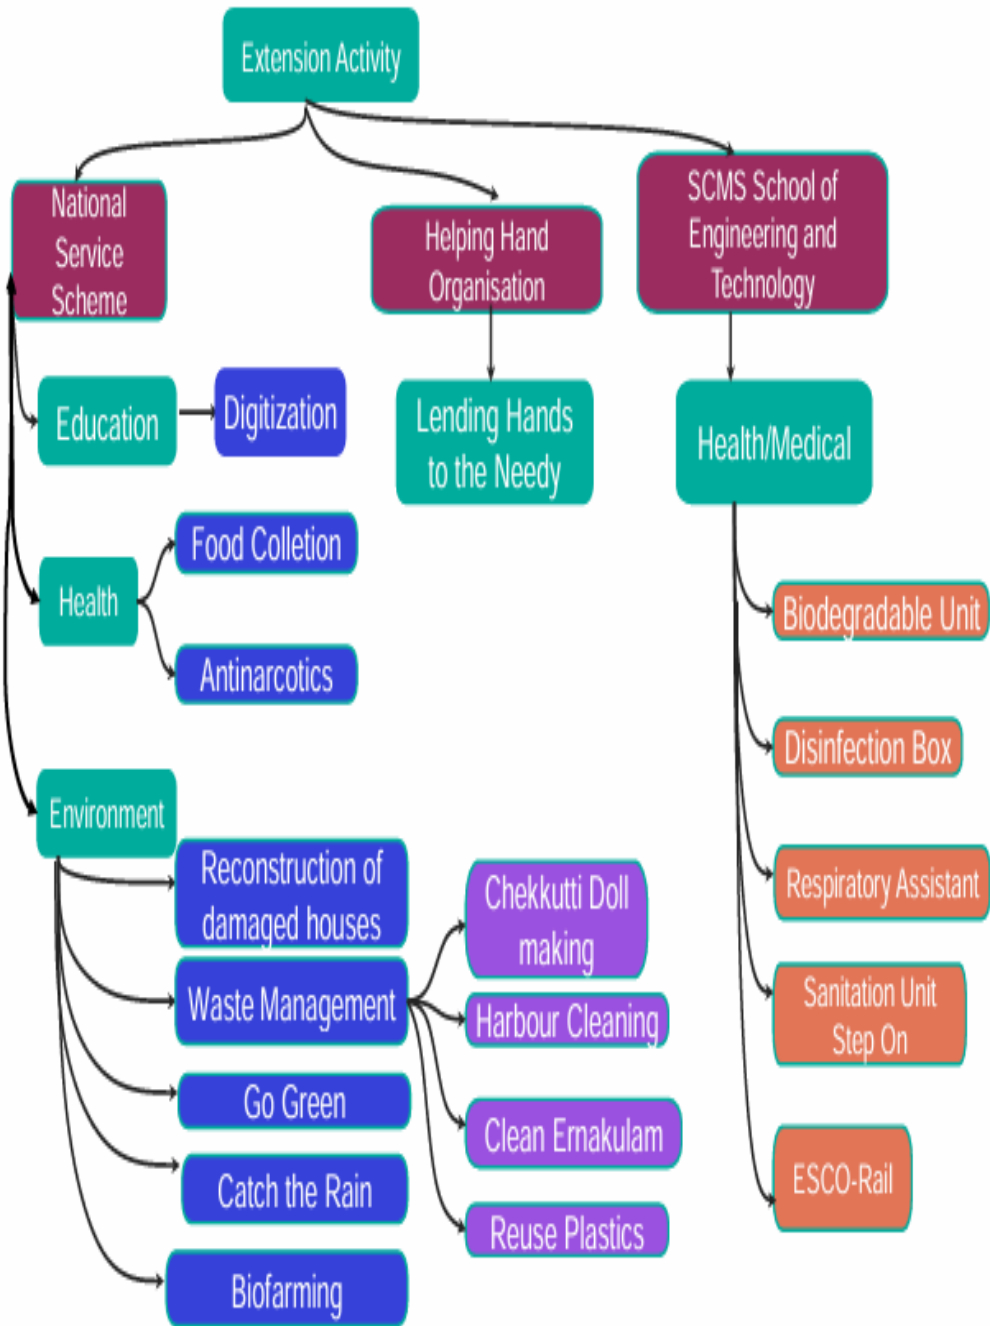 Extension Activity
National
Service
Scheme
Helping Hand
Organisation
SCMS School of
Engineering and
Technology
Education
Digitization
Lending Hands
to the Needy
Health/Medical
Food Colletion
Health
Antinarcotics
Biodegradable Unit
Disinfection Box
Environment
Reconstruction of
damaged houses
Chekkutti Doll
making
Respiratory Assistant
Waste Management
Harbour Cleaning
Sanitation Unit
Step On
Go Green
Clean Ernakulam
Catch the Rain
Reuse Plastics
ESCO-Rail
Biofarming